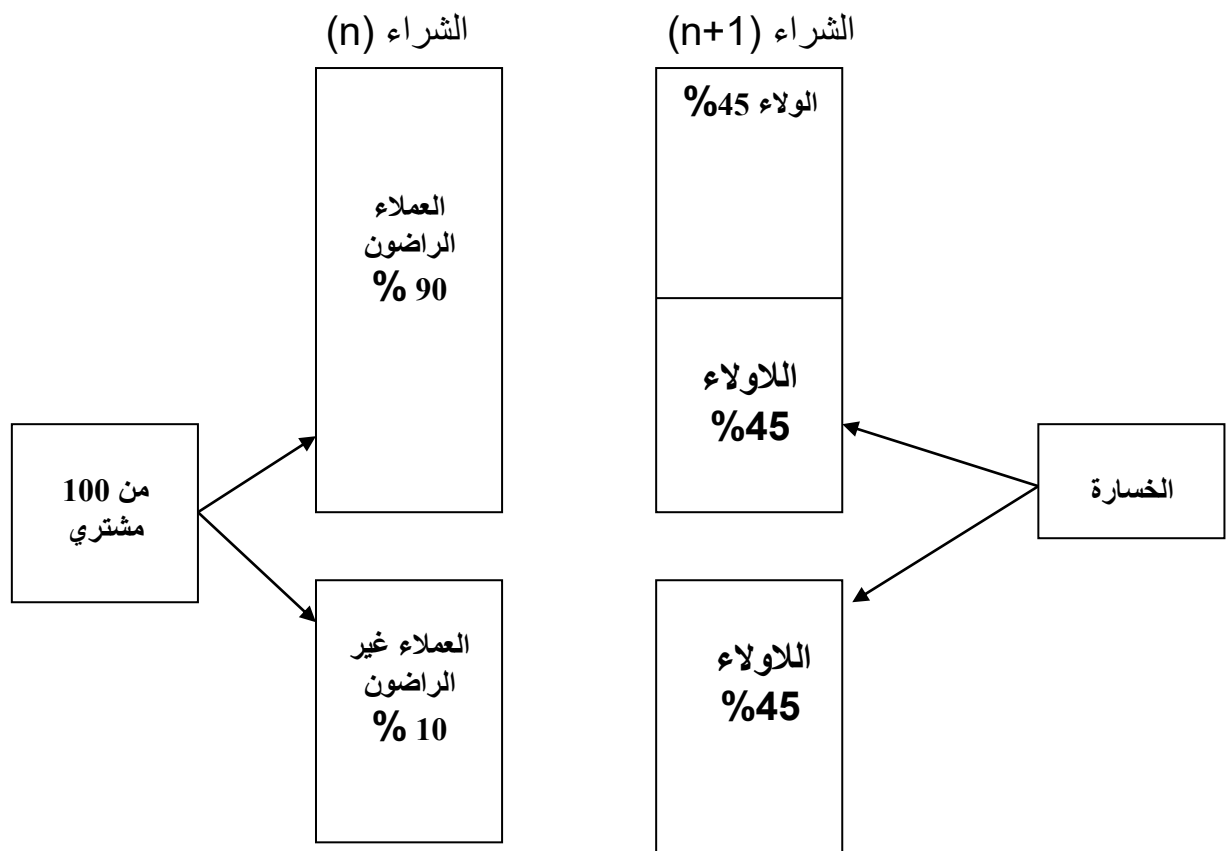 الشراء (n)
الشراء (n+1)
الولاء 45%
العملاء
الراضون
90 %
اللاولاء
45%
من 100
مشتري
الخسارة
العملاء غير
الراضون
10 %
اللاولاء
45%